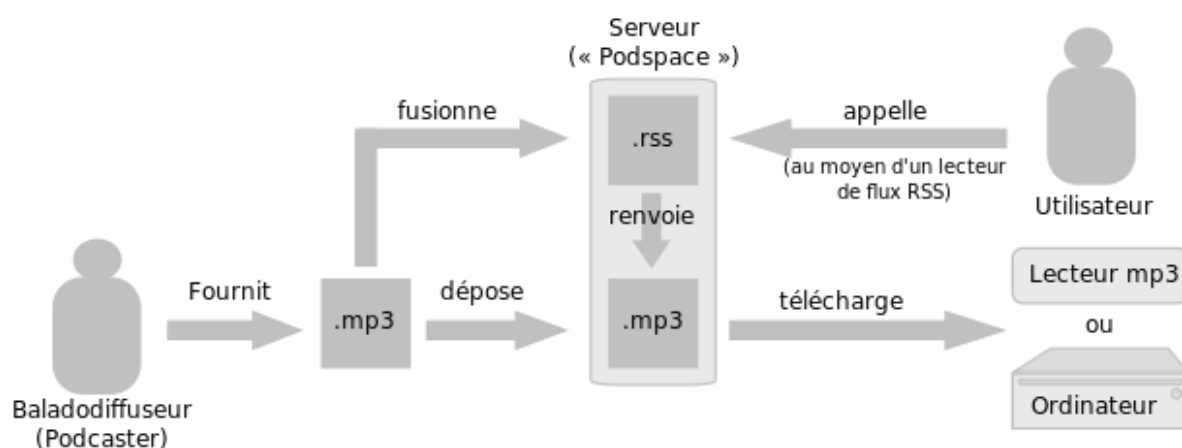 Serveur
(« Podspace »)
fusionne
.rss
appelle
(au moyen d'un lecteur
de flux RSS)
renvoie
Utilisateur
Fournit
.mp3
dépose
.mp3
télécharge
Lecteur mp3
ou
Ordinateur
Baladodiffuseur
(Podcaster)